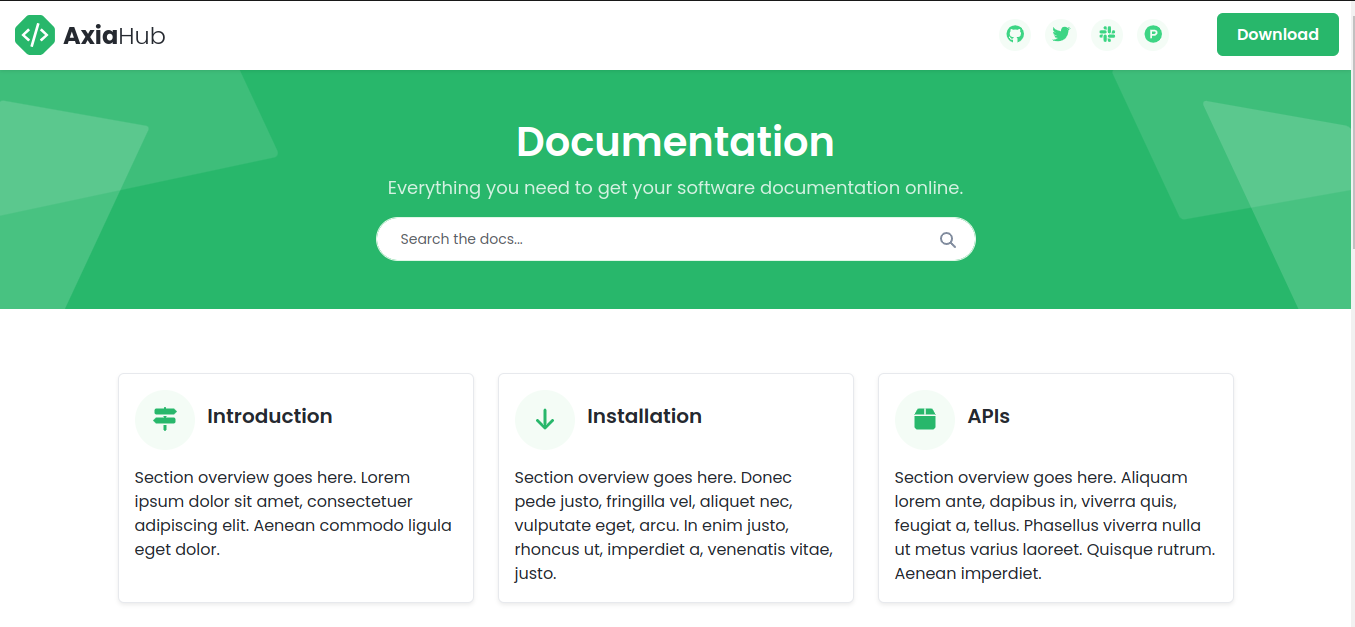 AxiaHub
Download
Documentation
Everything you need to get your software documentation online.
Search the docs...
Introduction
Section overview goes here. Lorem
ipsum dolor sit amet, consectetuer
adipiscing elit. Aenean commodo ligula
eget dolor.
Installation
Section overview goes here. Donec
pede justo, fringilla vel, aliquet nec,
vulputate eget, arcu. In enim justo,
rhoncus ut, imperdiet a, venenatis vitae,
justo.
APIs
Section overview goes here. Aliquam
lorem ante, dapibus in, viverra quis,
feugiat a, tellus. Phasellus viverra nulla
ut metus varius laoreet. Quisque rutrum.
Aenean imperdiet.